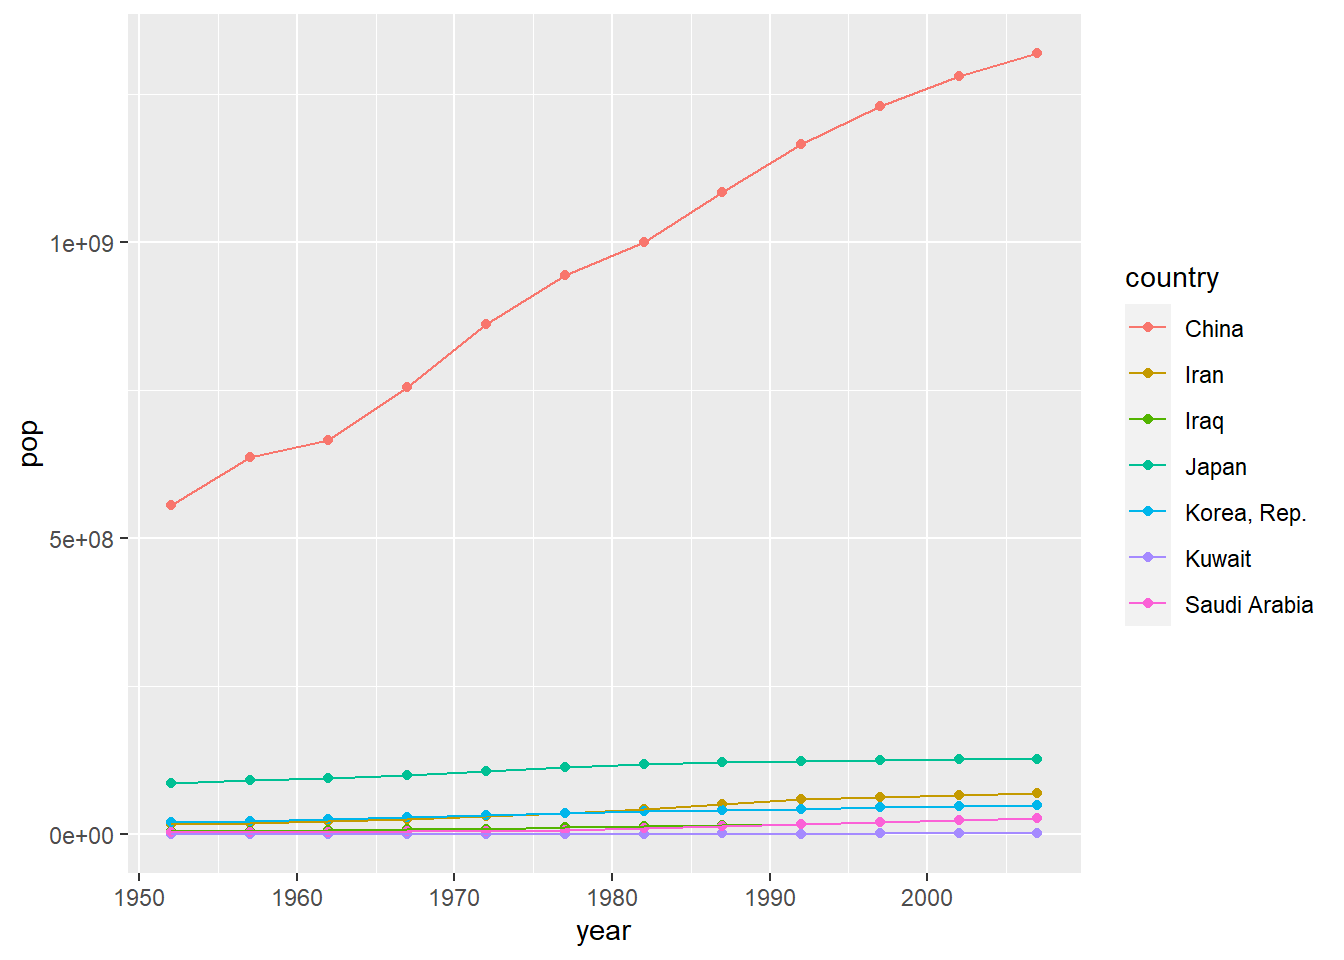 1e+09
5e+08
0e+00
pop
1950 1960 1970 1980 1990 2000
year
country
China
Iran
Iraq
Japan
Korea, Rep.
Kuwait
Saudi Arabia